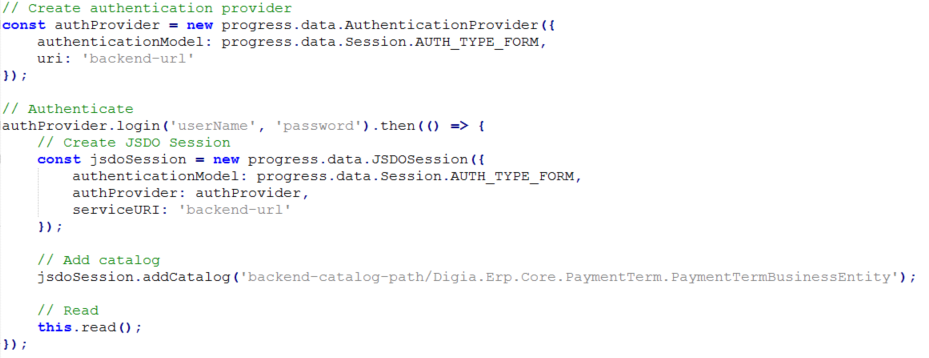 // Create authentication provider
const authProvider = new progress.data.AuthenticationProvider({
    authenticationModel: progress.data.Session.AUTH_TYPE_FORM,
    uri: 'backend-url'
});

// Authenticate
authProvider.login('userName', 'password').then(() => {
    // Create JSDO Session
    const jsdoSession = new progress.data.JSDOSession({
        authenticationModel: progress.data.Session.AUTH_TYPE_FORM,
        authProvider: authProvider,
        serviceURI: 'backend-url'
    });

    // Add catalog
    jsdoSession.addCatalog('backend-catalog-path/Digia.Erp.Core.PaymentTerm.PaymentTermBusinessEntity');

    // Read
    this.read();
});